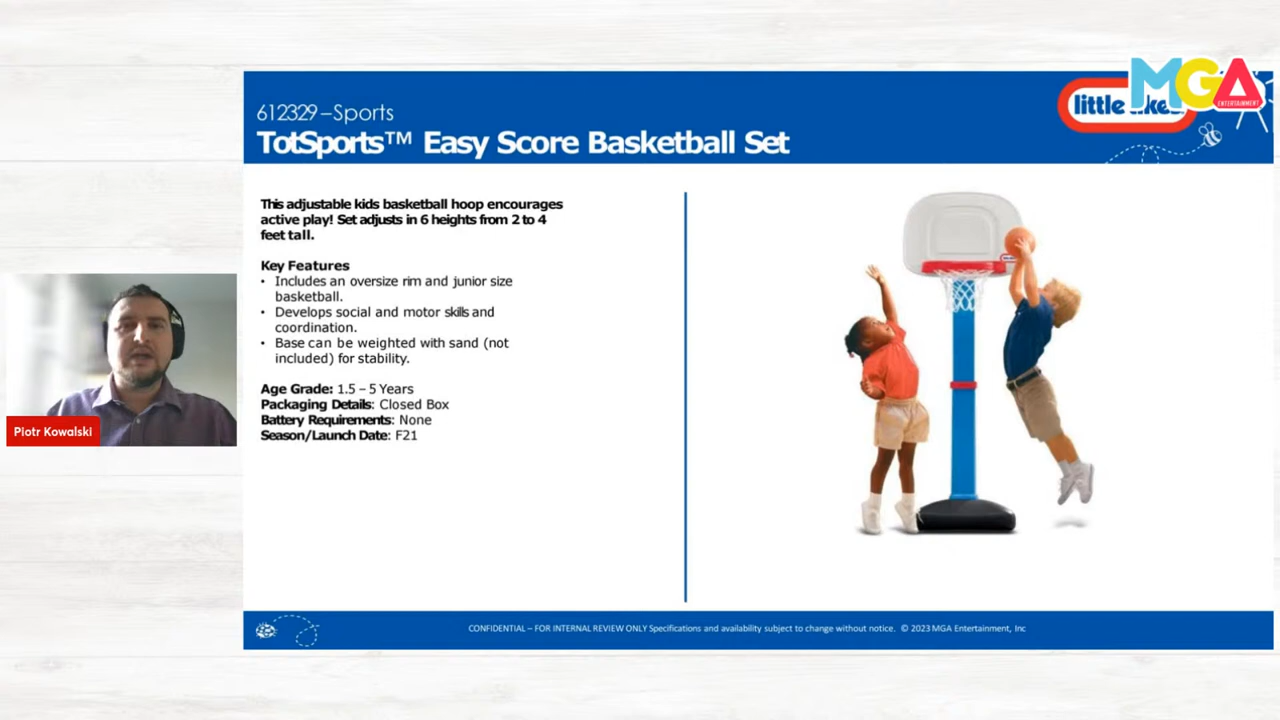 612329 – Sports
TotSports™ Easy Score Basketball Set
little
MGA
ENTERTAINMENT
This adjustable kids basketball hoop encourages
active play! Set adjusts in 6 heights from 2 to 4
feet tall.
Key Features
• Includes an oversize rim and junior size
basketball.
• Develops social and motor skills and
coordination.
• Base can be weighted with sand (not
included) for stability.
Age Grade: 1.5 – 5 Years
Packaging Details: Closed Box
Battery Requirements: None
Season/Launch Date: F21
Piotr Kowalski
CONFIDENTIAL – FOR INTERNAL REVIEW ONLY Specifications and availability subject to change without notice. © 2023 MGA Entertainment, Inc